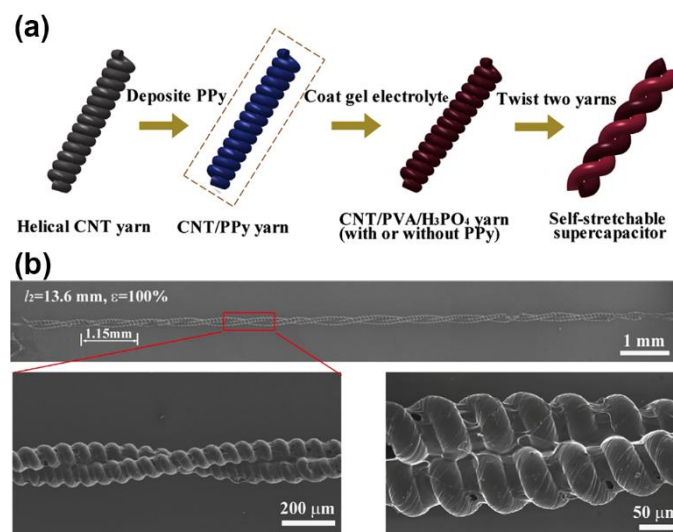 (a)
Deposite PPy
Coat gel electrolyte
Twist two yarns
Helical CNT yarn
CNT/PPy yarn
CNT/PVA/H₃PO₄ yarn
(with or without PPy)
Self-stretchable
supercapacitor
(b)
l₂=13.6 mm, ε=100%
1.15mm
1 mm
200 μm
50 μm